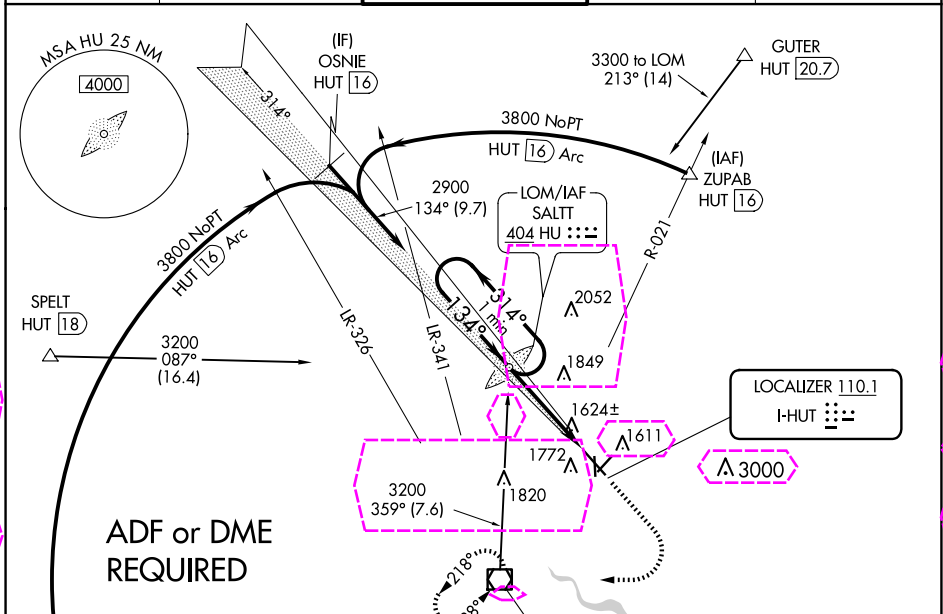 MSA HU 25 NM
4000
(IF)
OSNIE
HUT 16
3300 to LOM
213° (14)
GUTER
HUT 20.7
314°
3800 NoPT
HUT 16 Arc
(IAF)
ZUPAB
HUT 16
2900
134° (9.7)
LOM/IAF
SALTT
404 HU
R-021
3800 NoPT
HUT 16 Arc
SPELT
HUT 18
3200
087°
(16.4)
LR-326
LR-341
134°
314°
1 min
2052
1849
LOCALIZER 110.1
I-HUT
1624±
1611
1772
3000
1820
3200
359° (7.6)
ADF or DME
REQUIRED
218°